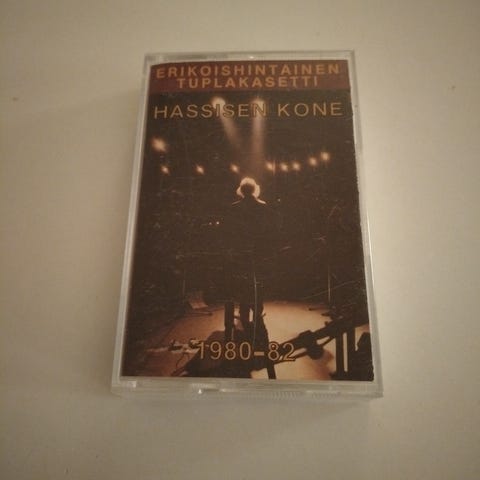 ERIKOISHINTAINEN
TUPLAKASETTI
HASSISEN KONE
1980-82